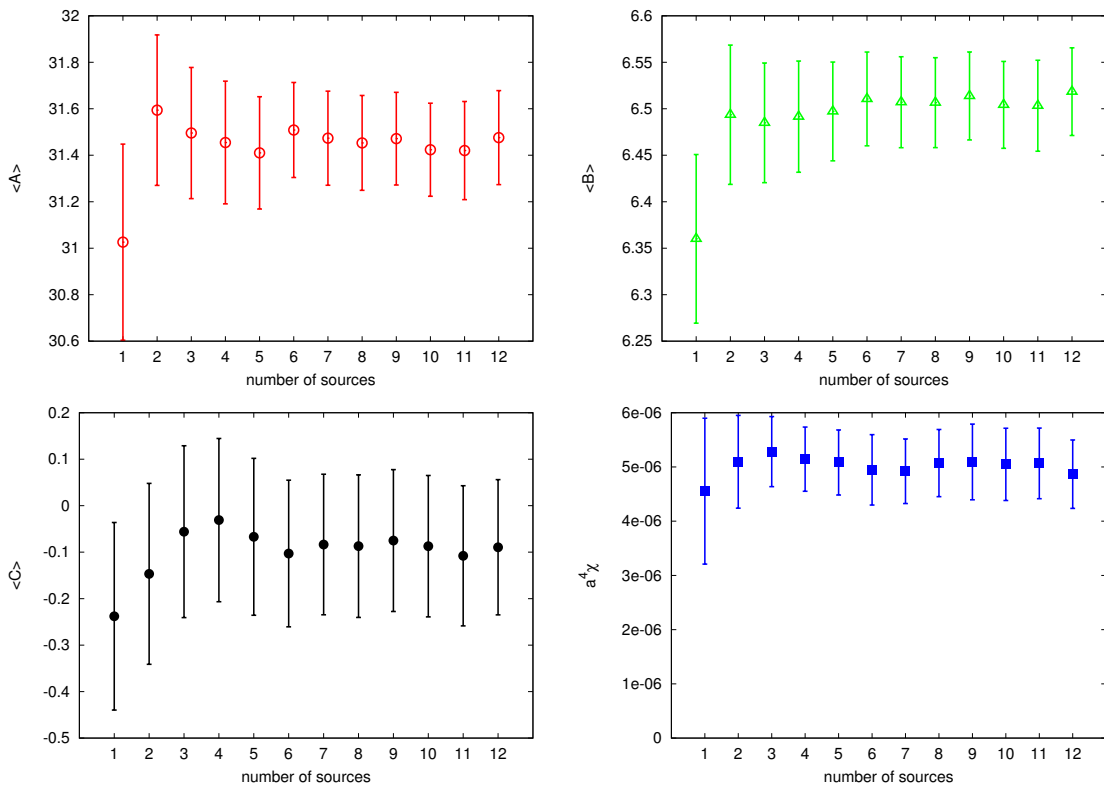 32
31.8
31.6
31.4
31.2
31
30.8
30.6
<A>
1 2 3 4 5 6 7 8 9 10 11 12
number of sources
6.6
6.55
6.5
6.45
6.4
6.35
6.3
6.25
<B>
1 2 3 4 5 6 7 8 9 10 11 12
number of sources
0.2
0.1
0
-0.1
-0.2
-0.3
-0.4
-0.5
<C>
1 2 3 4 5 6 7 8 9 10 11 12
number of sources
6e-06
5e-06
4e-06
3e-06
2e-06
1e-06
0
a⁴χ
1 2 3 4 5 6 7 8 9 10 11 12
number of sources